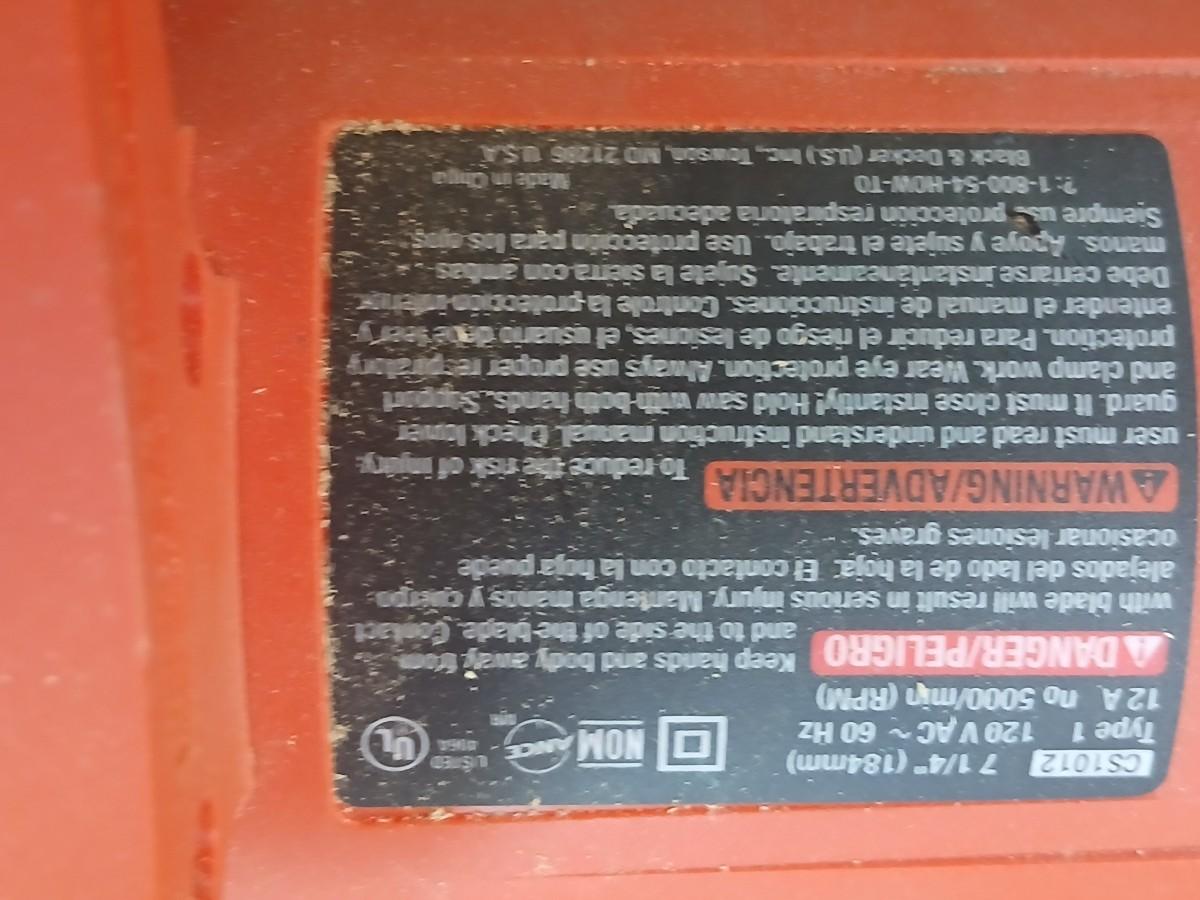 CS1012 7 1/4" (184mm)
Type 1 120 V AC ~ 60 Hz
12 A n0 5000/min (RPM)
NOM
ANCE
LISTED
UL
DANGER/PELIGRO Keep hands and body away from
and to the side of the blade. Contact
with blade will result in serious injury. Mantenga manos y cuerpo
alejados del lado de la hoja. El contacto con la hoja puede
ocasionar lesiones graves.
WARNING/ADVERTENCIA To reduce the risk of injury,
user must read and understand instruction manual. Check lower
guard. It must close instantly! Hold saw with both hands. Support
and clamp work. Wear eye protection. Always use proper respiratory
protection. Para reducir el riesgo de lesiones, el usuario debe leer y
entender el manual de instrucciones. Controle la protección inferior.
Debe cerrarse instantáneamente. Sujete la sierra con ambas
manos. Apoye y sujete el trabajo. Use protección para los ojos.
Siempre use protección respiratoria adecuada.
?: 1-800-54-HOW-TO Made in China
Black & Decker (U.S.) Inc., Towson, MD 21286 U.S.A.